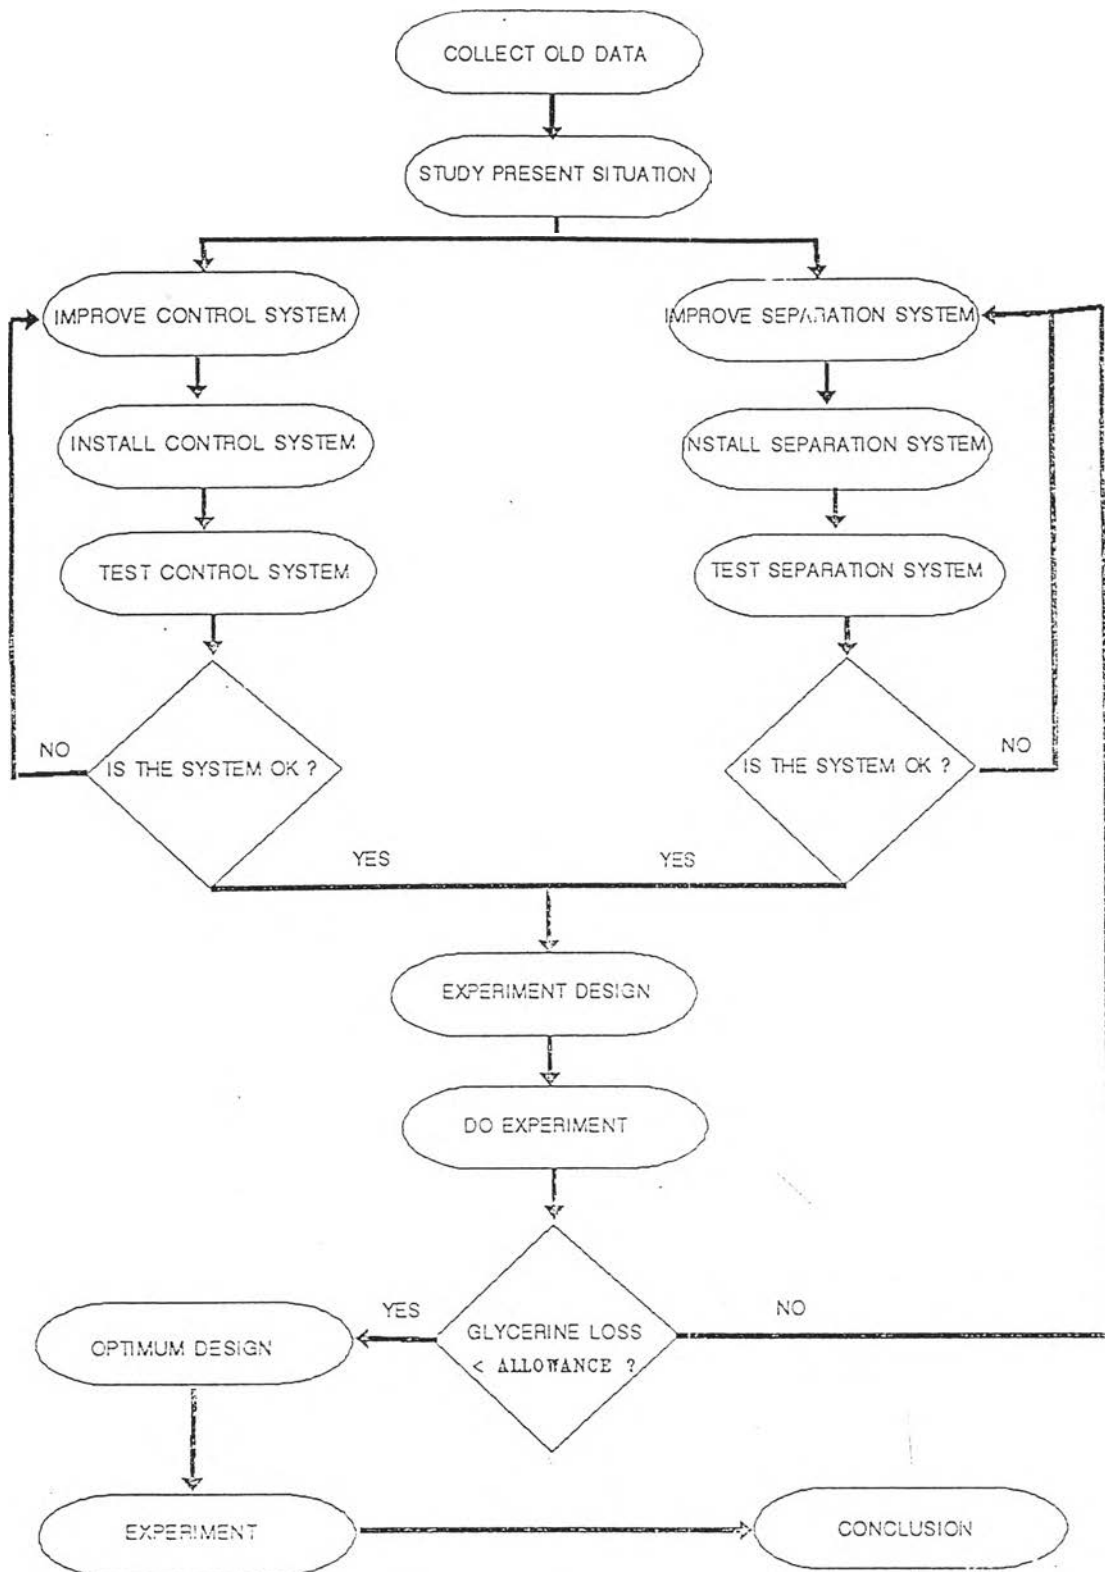 COLLECT OLD DATA
STUDY PRESENT SITUATION
IMPROVE CONTROL SYSTEM
IMPROVE SEPARATION SYSTEM
INSTALL CONTROL SYSTEM
INSTALL SEPARATION SYSTEM
TEST CONTROL SYSTEM
TEST SEPARATION SYSTEM
NO
IS THE SYSTEM OK ?
IS THE SYSTEM OK ?
NO
YES
YES
EXPERIMENT DESIGN
DO EXPERIMENT
YES
GLYCERINE LOSS
< ALLOWANCE ?
NO
OPTIMUM DESIGN
EXPERIMENT
CONCLUSION